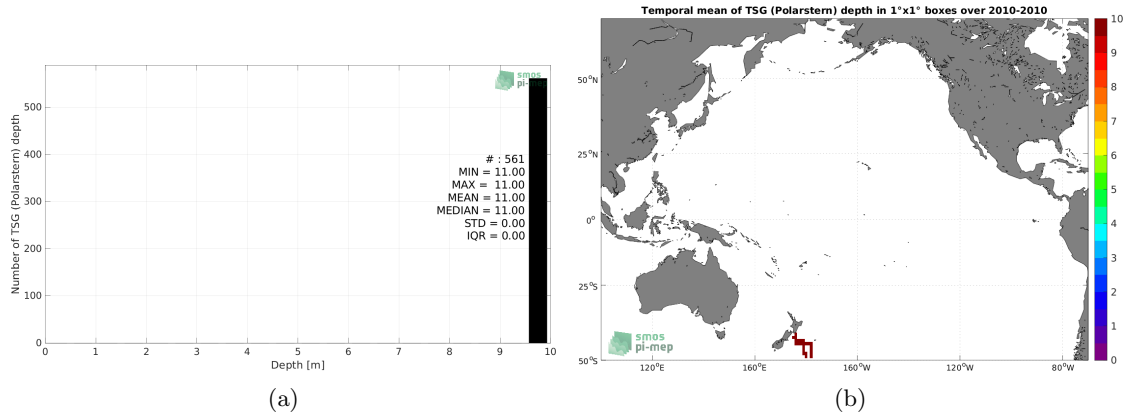 Temporal mean of TSG (Polarstern) depth in 1°x1° boxes over 2010-2010
smos
pi-mep
Number of TSG (Polarstern) depth
500
400
300
200
100
0
# : 561
MIN = 11.00
MAX = 11.00
MEAN = 11.00
MEDIAN = 11.00
STD = 0.00
IQR = 0.00
0 1 2 3 4 5 6 7 8 9 10
Depth [m]
(a)
50°N
25°N
0°
25°S
50°S
120°E
160°E
160°W
120°W
80°W
smos
pi-mep
10
9
8
7
6
5
4
3
2
1
0
(b)